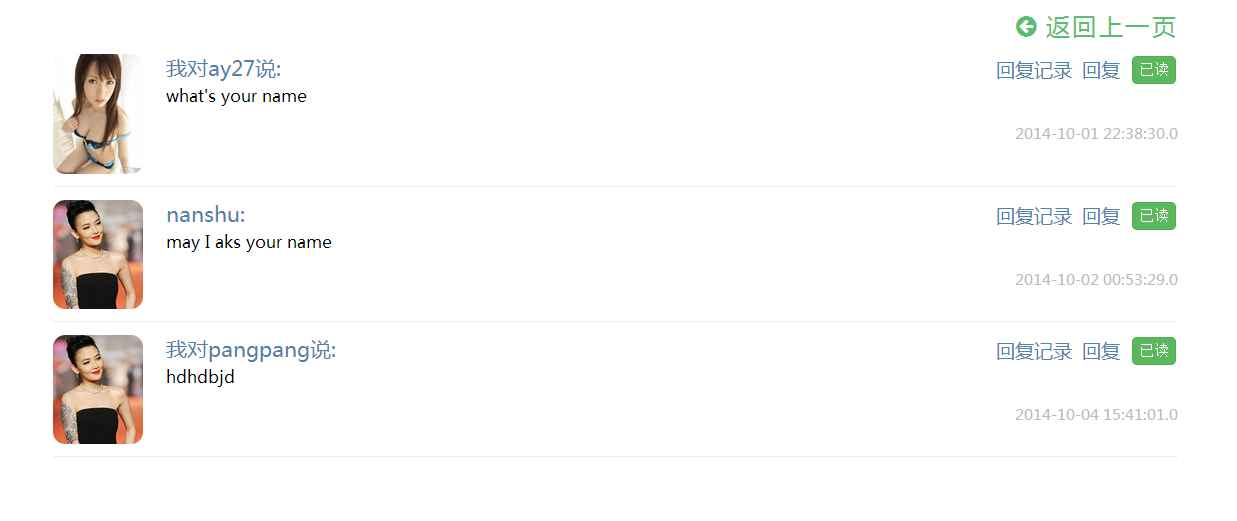 返回上一页
我对ay27说:
回复记录 回复 已读
what's your name
2014-10-01 22:38:30.0
nanshu:
回复记录 回复 已读
may I aks your name
2014-10-02 00:53:29.0
我对pangpang说:
回复记录 回复 已读
hdhdbjd
2014-10-04 15:41:01.0